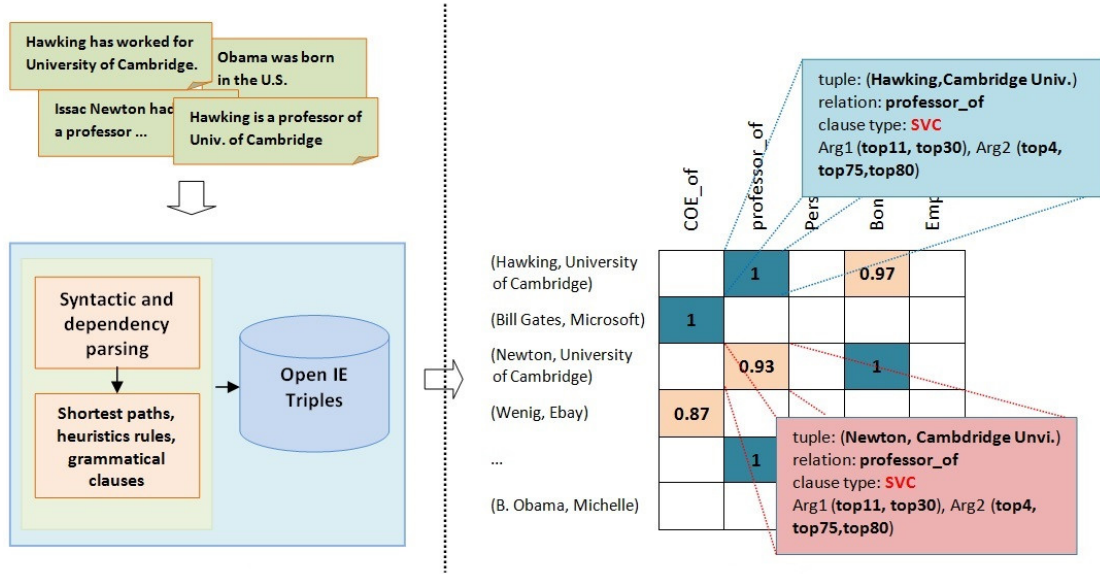 Hawking has worked for
University of Cambridge.
Obama was born
in the U.S.
Issac Newton had
a professor ...
Hawking is a professor of
Univ. of Cambridge
Syntactic and
dependency
parsing
Shortest paths,
heuristics rules,
grammatical
clauses
Open IE
Triples
tuple: (Hawking,Cambridge Univ.)
relation: professor_of
clause type: SVC
Arg1 (top11, top30), Arg2 (top4,
top75,top80)
COE_of
professor_of
Pers
Bon
Emp
(Hawking, University
of Cambridge)
1
0.97
(Bill Gates, Microsoft)
1
(Newton, University
of Cambridge)
0.93
1
(Wenig, Ebay)
0.87
...
1
(B. Obama, Michelle)
tuple: (Newton, Cambdridge Unvi.)
relation: professor_of
clause type: SVC
Arg1 (top11, top30), Arg2 (top4,
top75,top80)